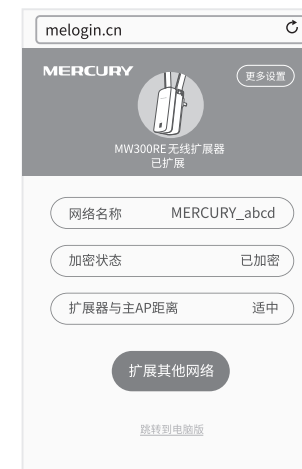 melogin.cn
MERCURY
更多设置
MW300RE无线扩展器
已扩展
网络名称 MERCURY_abcd
加密状态 已加密
扩展器与主AP距离 适中
扩展其他网络
跳转到电脑版